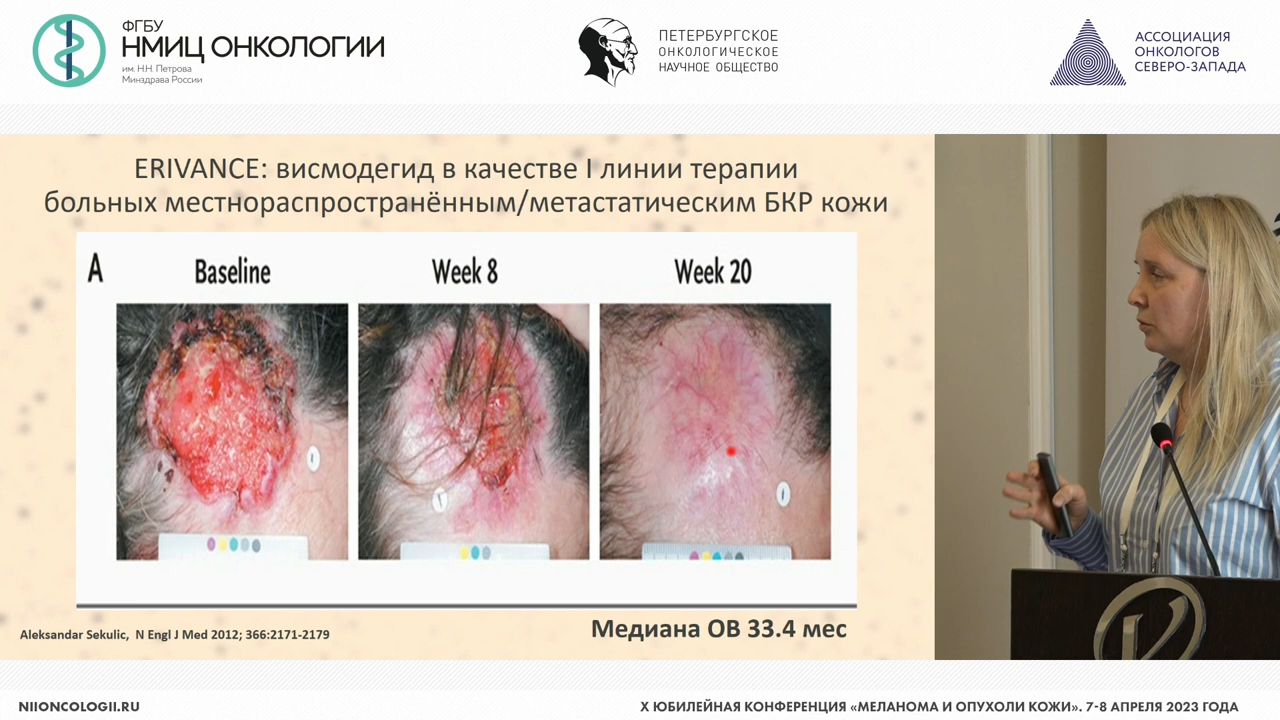 ФГБУ
НМИЦ ОНКОЛОГИИ
им. Н.Н. Петрова
Минздрава России
ПЕТЕРБУРГСКОЕ
ОНКОЛОГИЧЕСКОЕ
НАУЧНОЕ ОБЩЕСТВО
АССОЦИАЦИЯ
ОНКОЛОГОВ
СЕВЕРО-ЗАПАДА
ERIVANCE: висмодегид в качестве I линии терапии
больных местнораспространённым/метастатическим БКР кожи
A
Baseline
Week 8
Week 20
Aleksandar Sekulic, N Engl J Med 2012; 366:2171-2179
Медиана ОВ 33.4 мес
NIIONCOLOGII.RU
X ЮБИЛЕЙНАЯ КОНФЕРЕНЦИЯ «МЕЛАНОМА И ОПУХОЛИ КОЖИ». 7-8 АПРЕЛЯ 2023 ГОДА